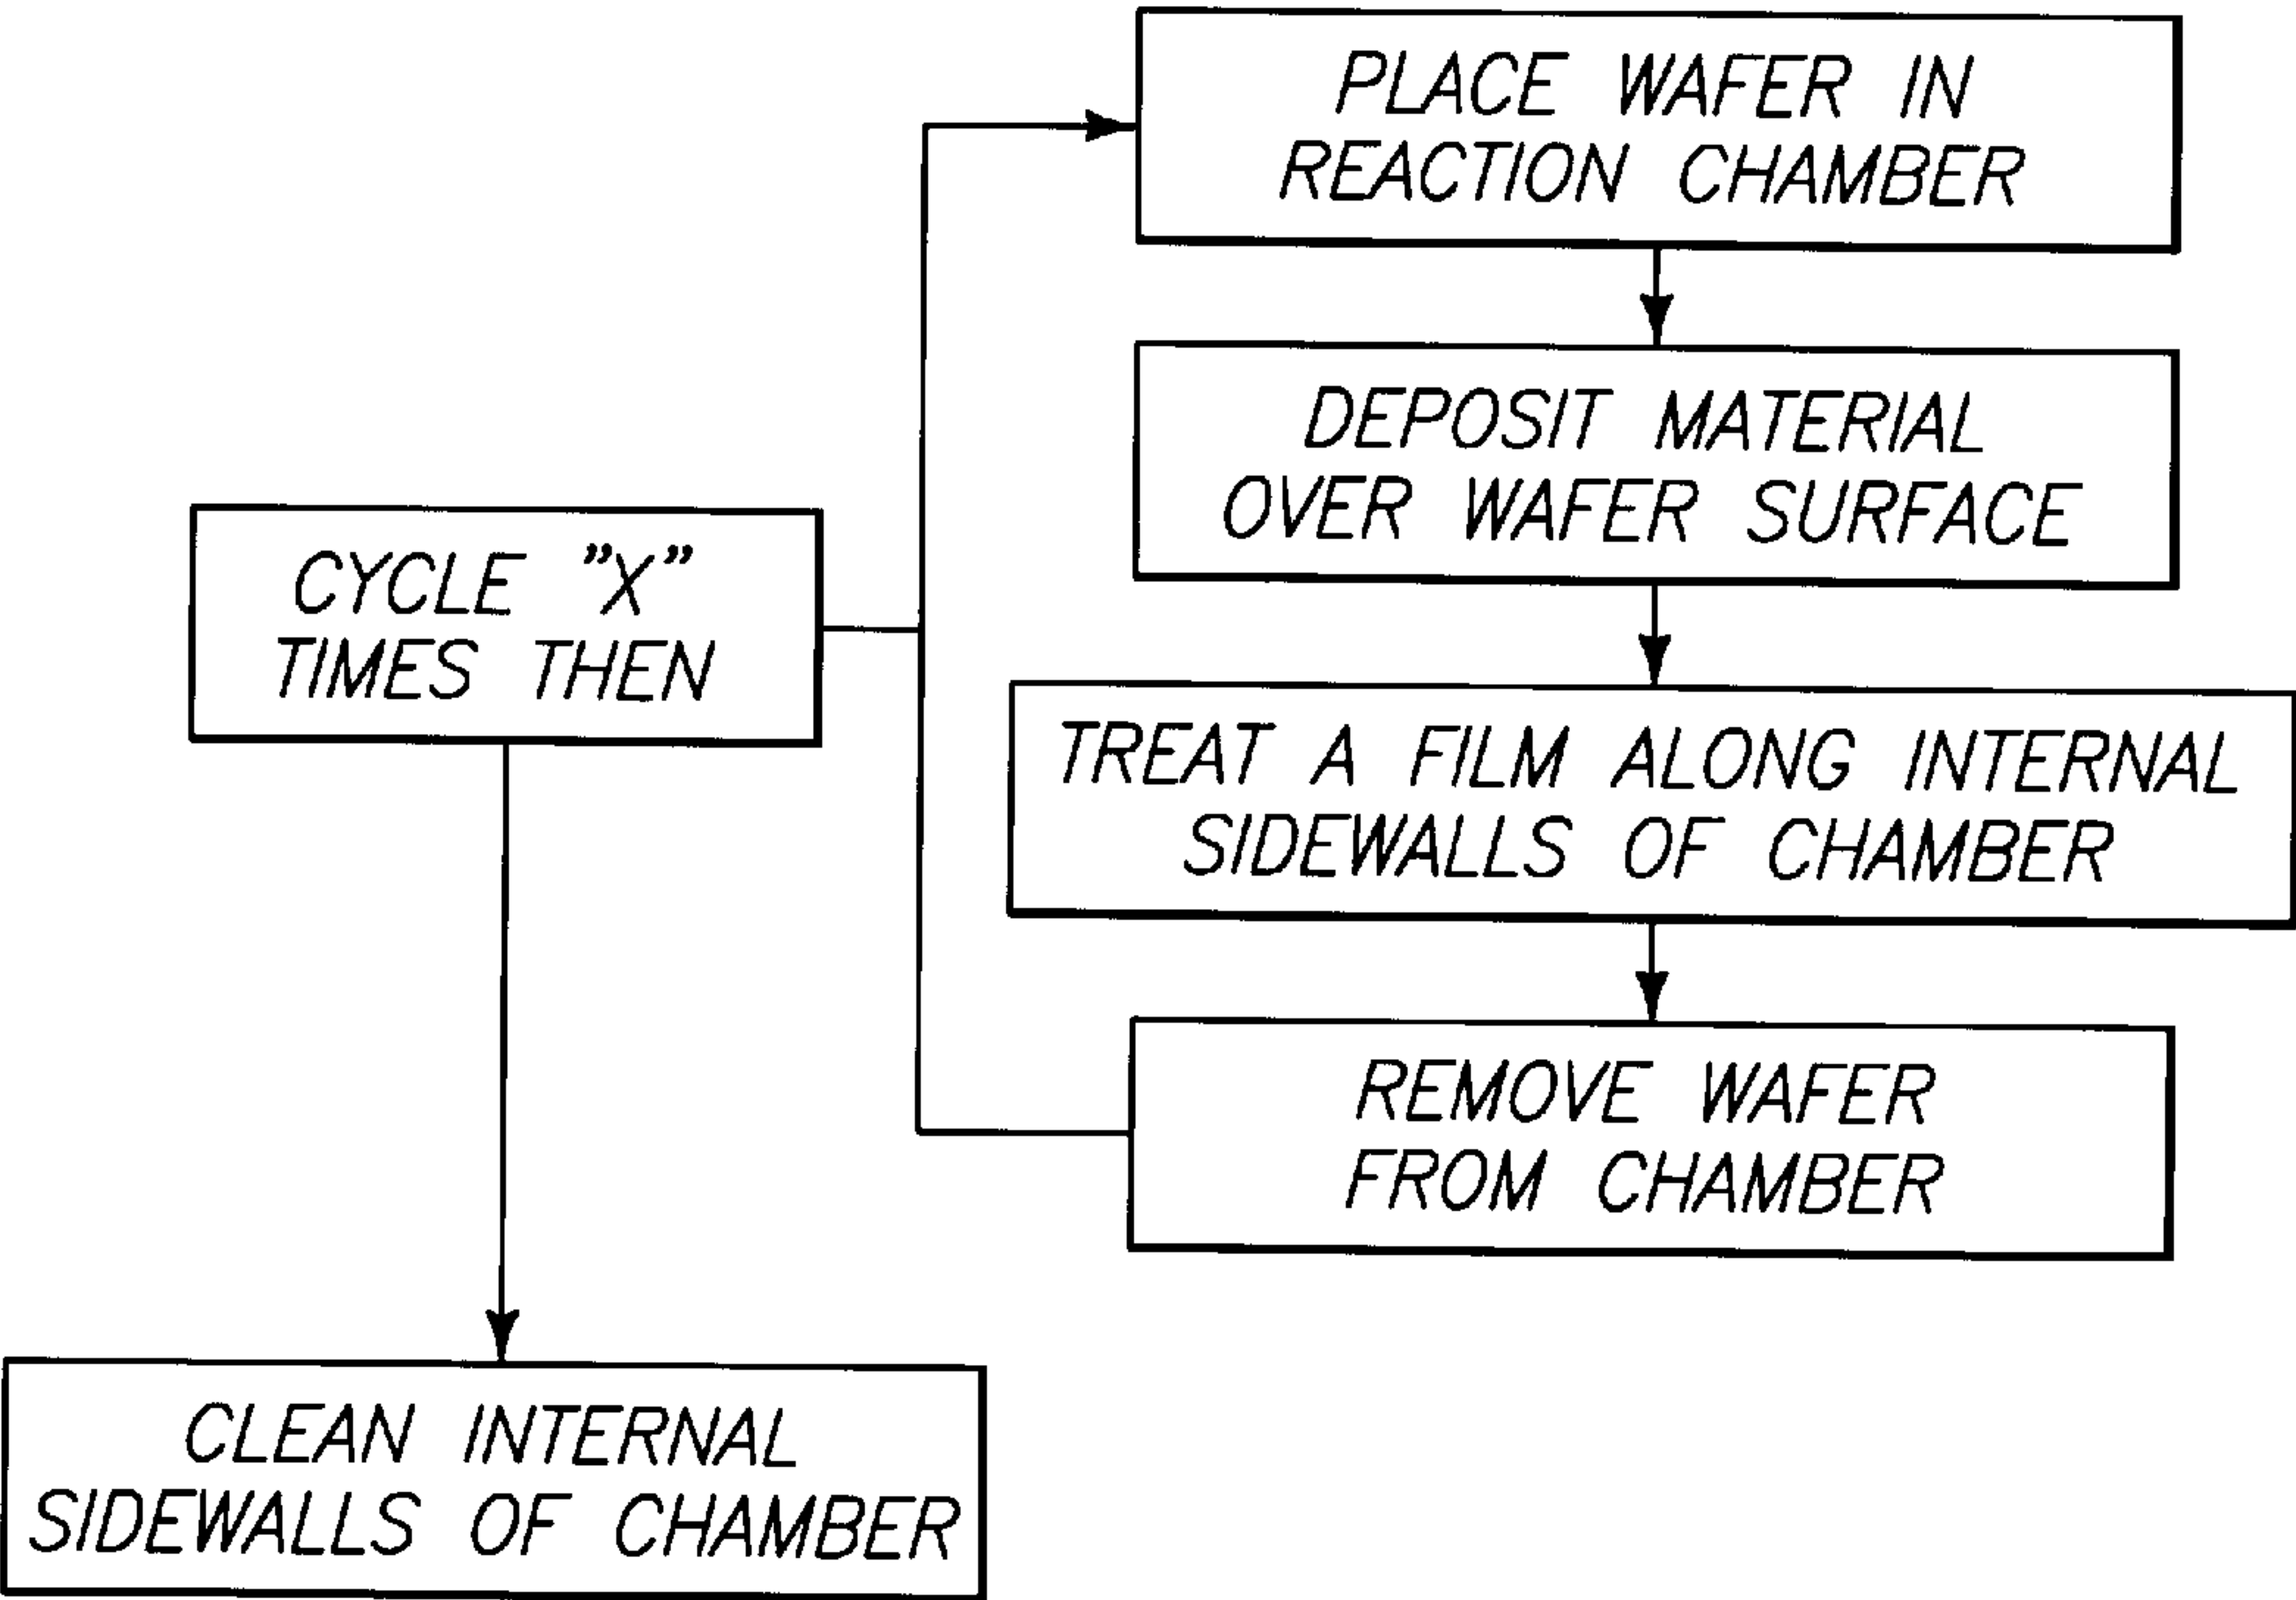 PLACE WAFER IN
REACTION CHAMBER
DEPOSIT MATERIAL
OVER WAFER SURFACE
CYCLE "X"
TIMES THEN
TREAT A FILM ALONG INTERNAL
SIDEWALLS OF CHAMBER
REMOVE WAFER
FROM CHAMBER
CLEAN INTERNAL
SIDEWALLS OF CHAMBER